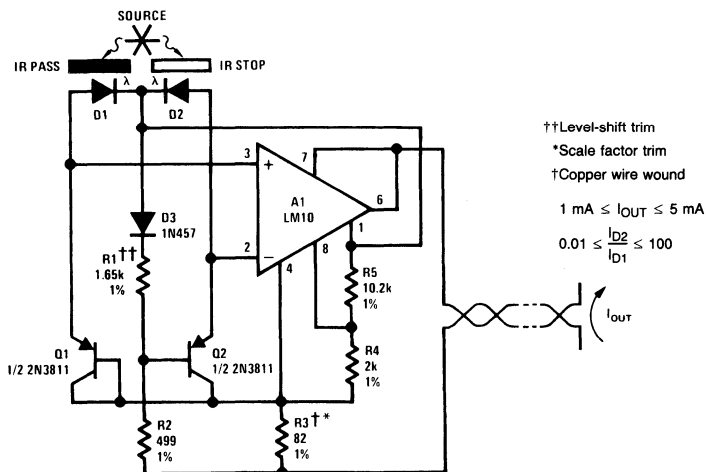 SOURCE
IR PASS
IR STOP
λ λ
D1
D2
††Level-shift trim
*Scale factor trim
†Copper wire wound
1 mA ≤ IOUT ≤ 5 mA
0.01 ≤ ID2/ID1 ≤ 100
3
+
7
A1
LM10
6
1
2
−
4
8
D3
1N457
R1††
1.65k
1%
R5
10.2k
1%
IOUT
Q1
1/2 2N3811
Q2
1/2 2N3811
R4
2k
1%
R2
499
1%
R3†*
82
1%